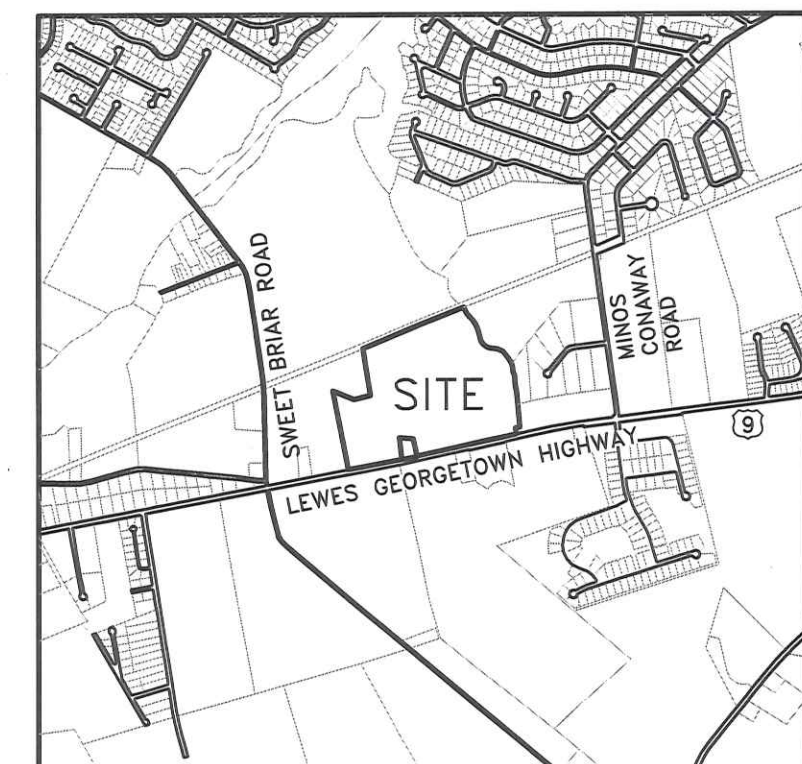 SWEET BRIAR ROAD
MINOS
CONAWAY
ROAD
SITE
9
LEWES GEORGETOWN HIGHWAY